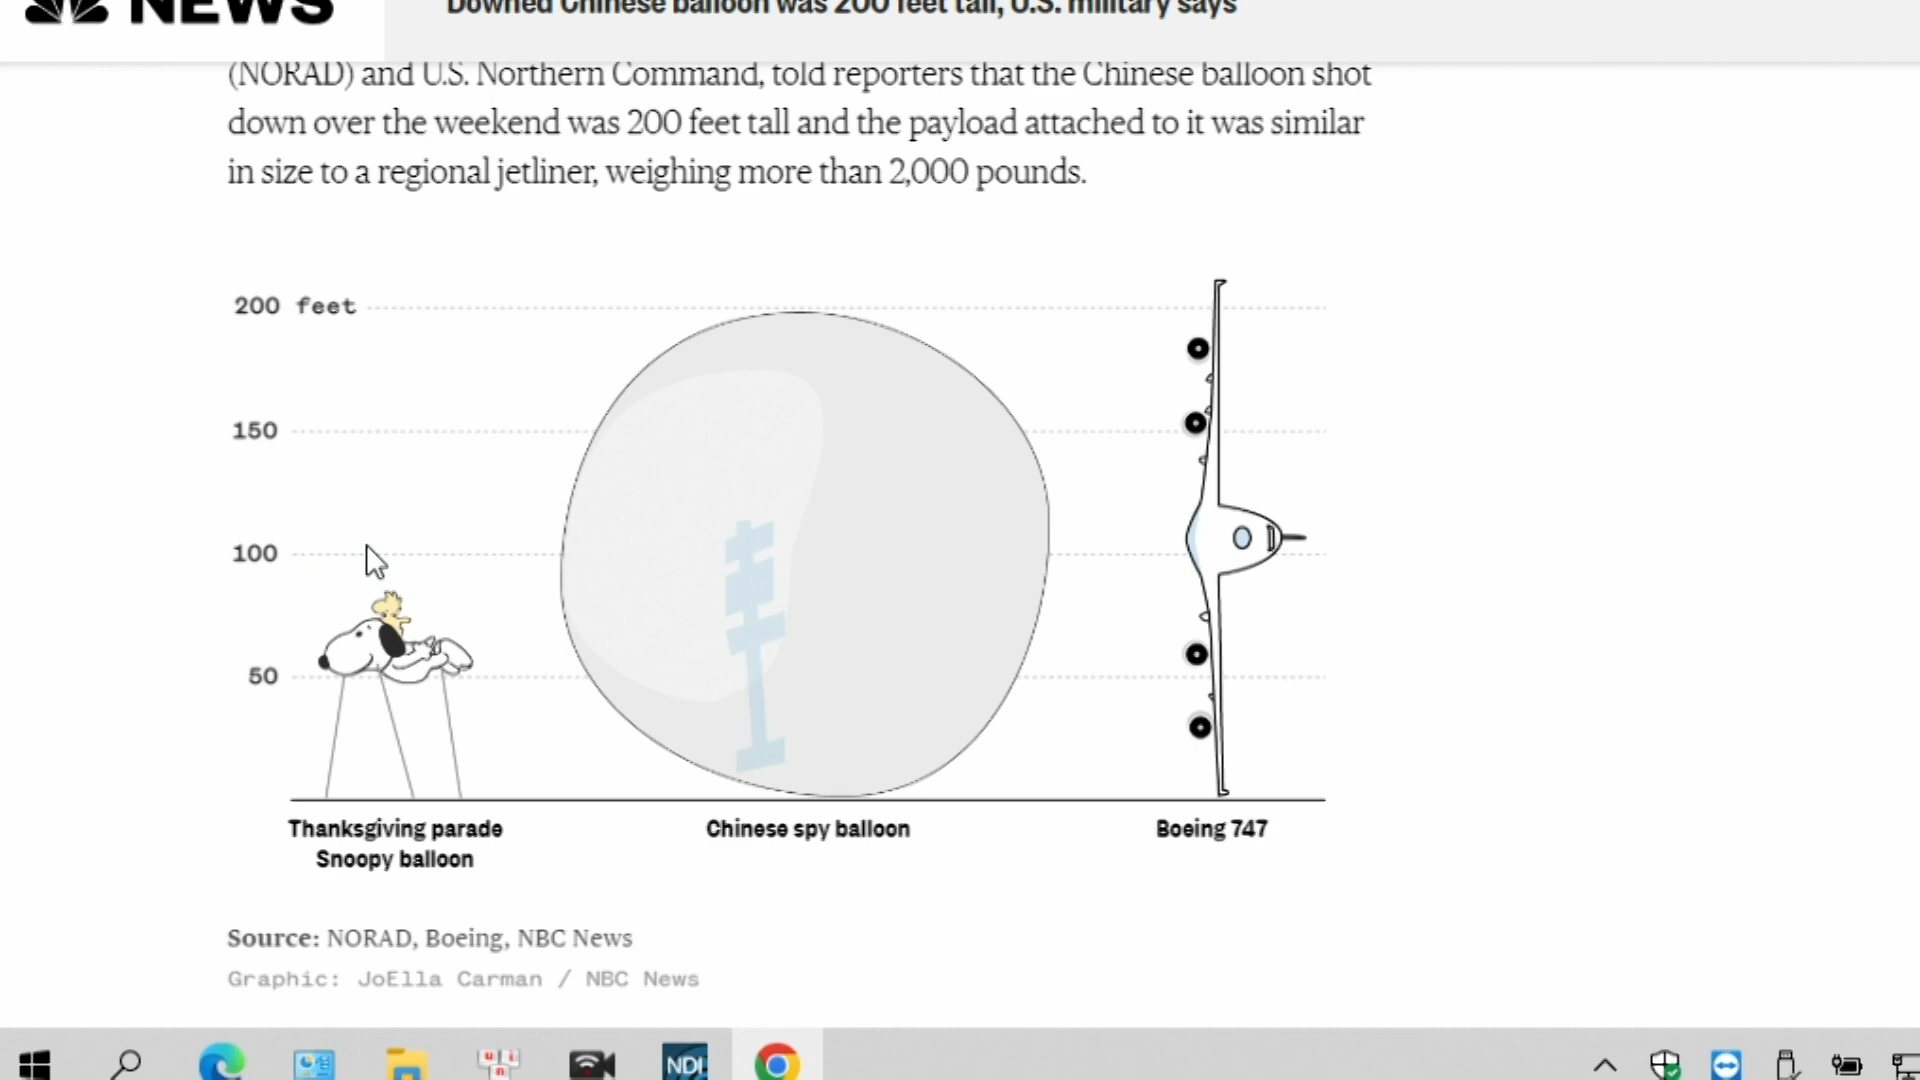 NEWS
Downed Chinese balloon was 200 feet tall, U.S. military says
(NORAD) and U.S. Northern Command, told reporters that the Chinese balloon shot
down over the weekend was 200 feet tall and the payload attached to it was similar
in size to a regional jetliner, weighing more than 2,000 pounds.
200 feet
150
100
50
Thanksgiving parade
Snoopy balloon
Chinese spy balloon
Boeing 747
Source: NORAD, Boeing, NBC News
Graphic: JoElla Carman / NBC News
NDI